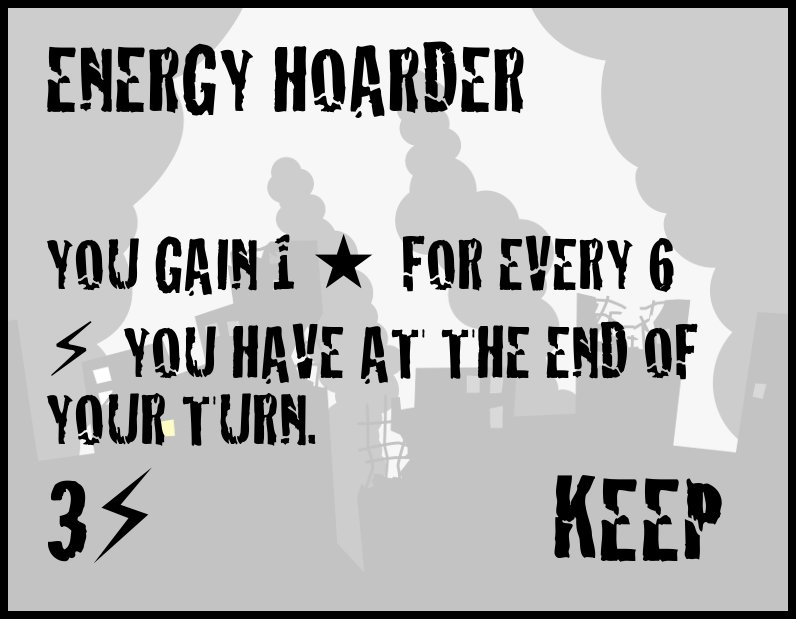 ENERGY HOARDER
YOU GAIN 1 ★ FOR EVERY 6
⚡ YOU HAVE AT THE END OF
YOUR TURN.
3⚡
KEEP